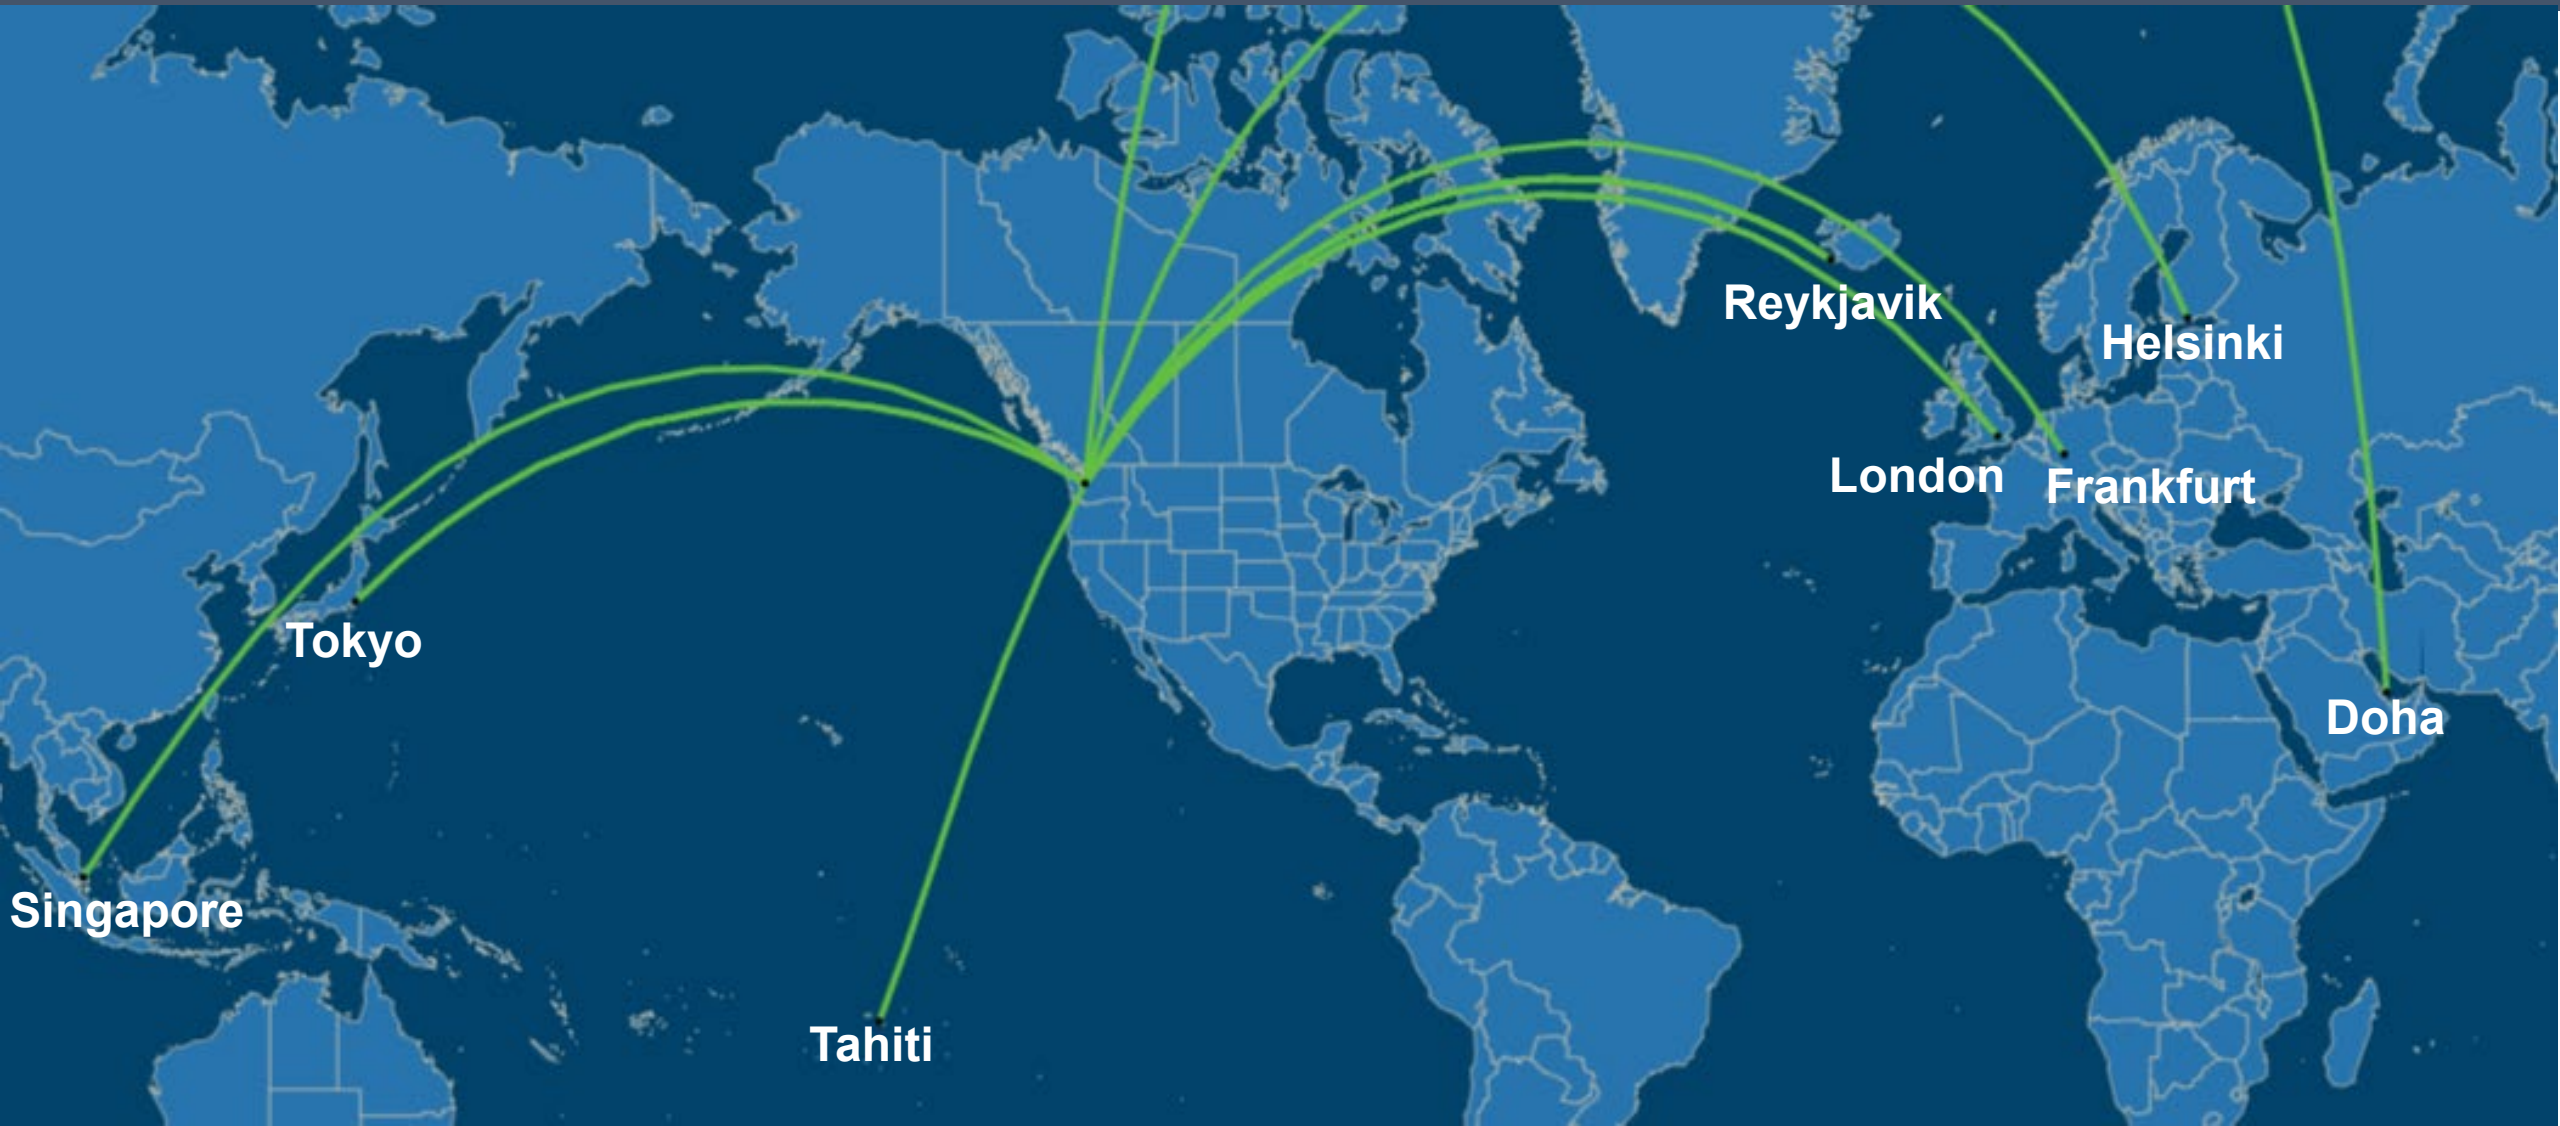 Reykjavik
Helsinki
London
Frankfurt
Tokyo
Doha
Singapore
Tahiti